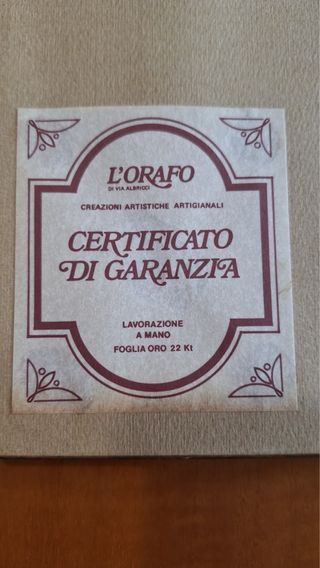 L'ORAFO
DI VIA ALBRICCI
CREAZIONI ARTISTICHE ARTIGIANALI
CERTIFICATO
DI GARANZIA
LAVORAZIONE
A MANO
FOGLIA ORO 22 Kt